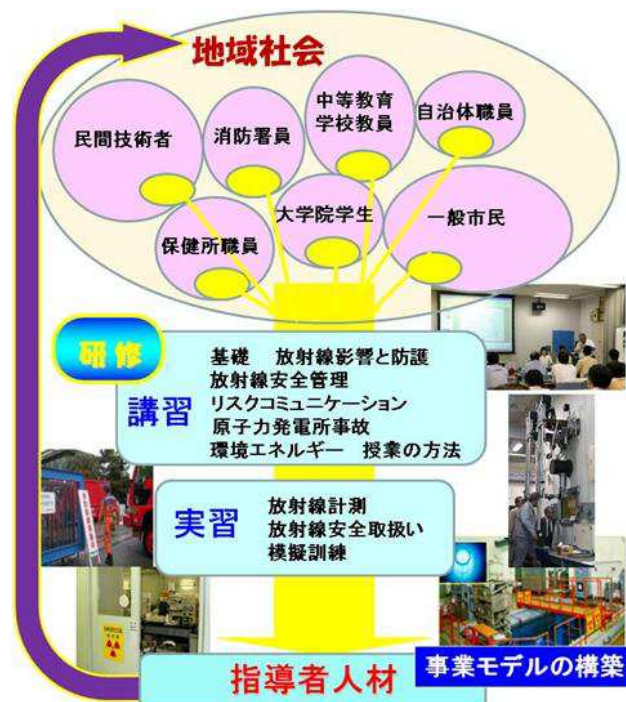 地域社会
民間技術者
消防署員
中等教育
学校教員
自治体職員
保健所職員
大学院学生
一般市民
研修
講習
基礎 放射線影響と防護
放射線安全管理
リスクコミュニケーション
原子力発電所事故
環境エネルギー 授業の方法
実習
放射線計測
放射線安全取扱い
模擬訓練
指導者人材
事業モデルの構築